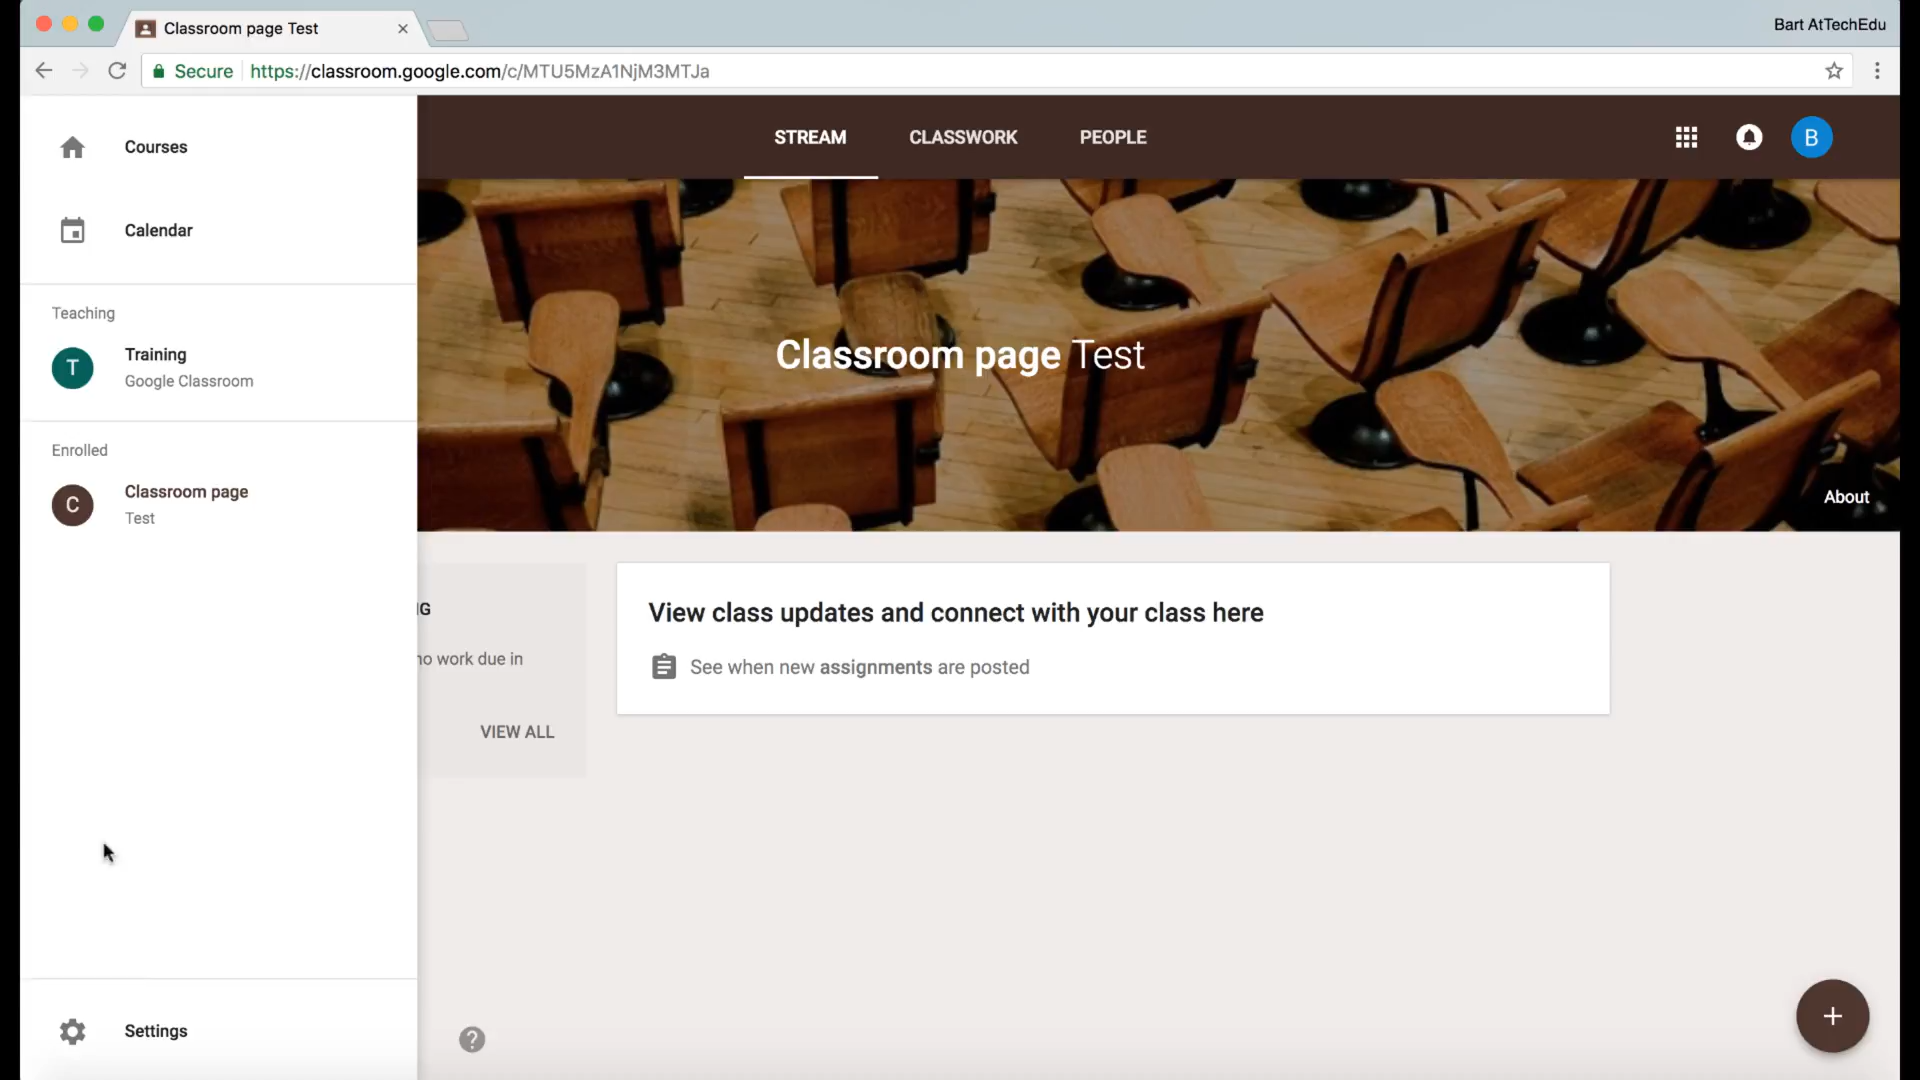 Classroom page Test
Bart AtTechEdu
Secure https://classroom.google.com/c/MTU5MzA1NjM3MTJa
Courses
Calendar
Teaching
T Training
Google Classroom
Enrolled
C Classroom page
Test
Settings
STREAM CLASSWORK PEOPLE
B
Classroom page Test
About
no work due in
VIEW ALL
View class updates and connect with your class here
See when new assignments are posted